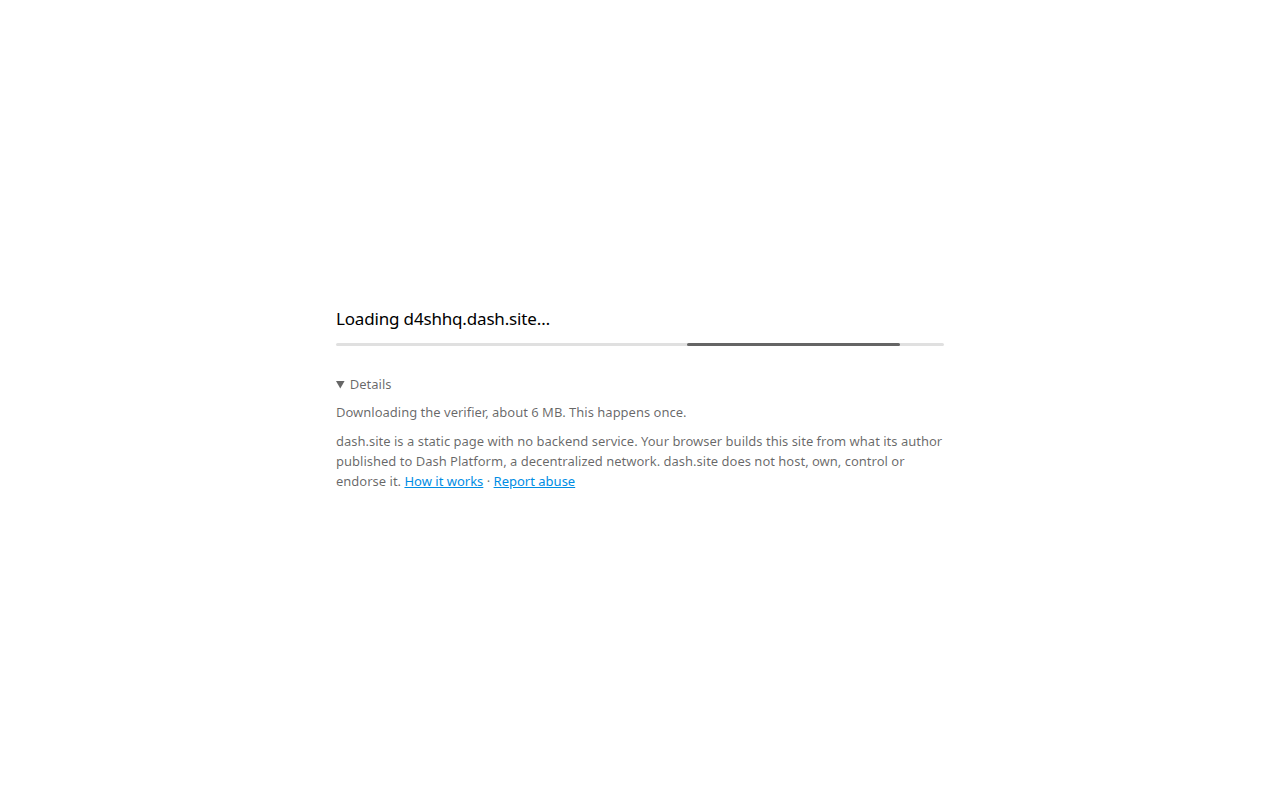 Loading d4shhq.dash.site...
Details
Downloading the verifier, about 6 MB. This happens once.
dash.site is a static page with no backend service. Your browser builds this site from what its author
published to Dash Platform, a decentralized network. dash.site does not host, own, control or
endorse it. How it works · Report abuse